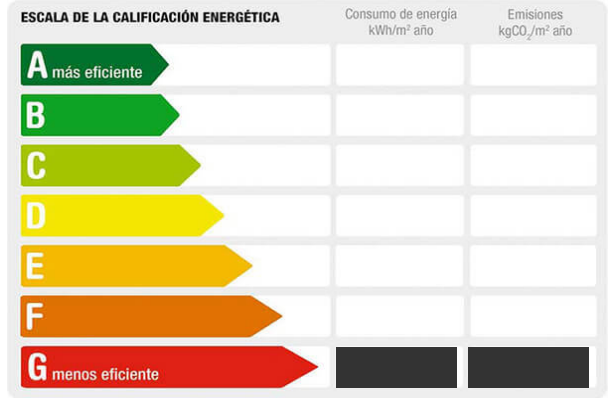 ESCALA DE LA CALIFICACIÓN ENERGÉTICA
Consumo de energía
kWh/m² año
Emisiones
kgCO₂/m² año
A más eficiente
B
C
D
E
F
G menos eficiente